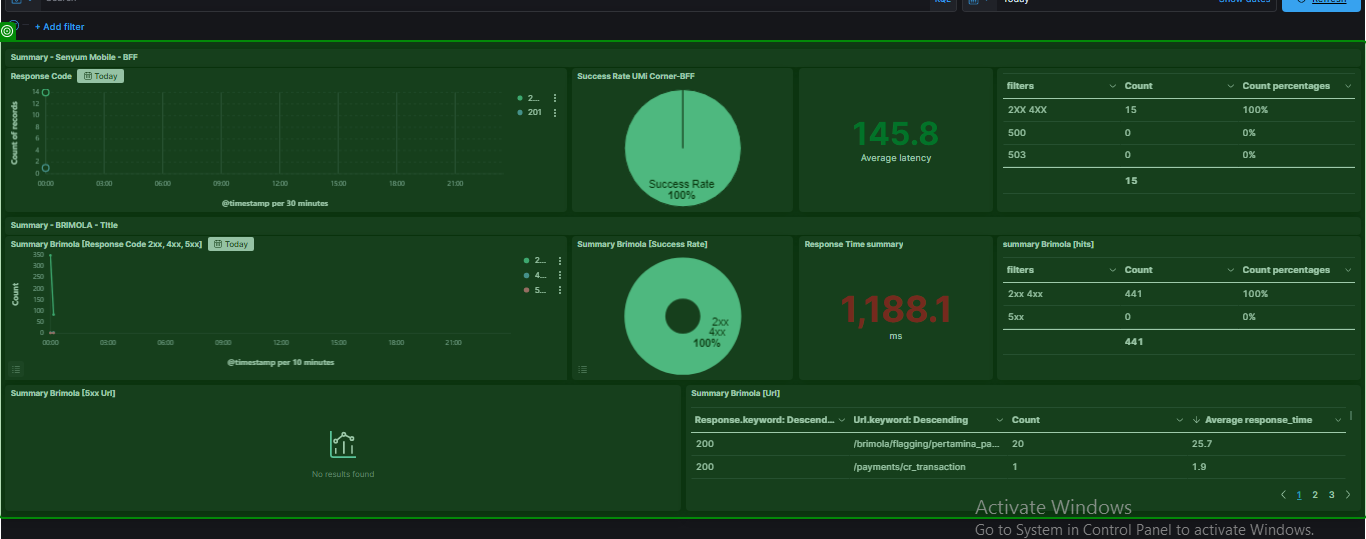 Search
KQL
Today
Show dates
Refresh
+ Add filter
Summary - Senyum Mobile - BFF
Response Code Today
Count of records
14
12
10
8
6
4
2
0
00:00 03:00 06:00 09:00 12:00 15:00 18:00 21:00
@timestamp per 30 minutes
2...
201
Success Rate UMi Corner-BFF
Success Rate
100%
145.8
Average latency
filters Count Count percentages
2XX 4XX 15 100%
500 0 0%
503 0 0%
15
Summary - BRIMOLA - Title
Summary Brimola [Response Code 2xx, 4xx, 5xx] Today
Count
350
300
250
200
150
100
50
0
00:00 03:00 06:00 09:00 12:00 15:00 18:00 21:00
@timestamp per 10 minutes
2...
4...
5...
Summary Brimola [Success Rate]
2xx
4xx
100%
Response Time summary
1,188.1
ms
summary Brimola [hits]
filters Count Count percentages
2xx 4xx 441 100%
5xx 0 0%
441
Summary Brimola [5xx Url]
No results found
Summary Brimola [Url]
Response.keyword: Descend... Url.keyword: Descending Count Average response_time
200 /brimola/flagging/pertamina_pa... 20 25.7
200 /payments/cr_transaction 1 1.9
1 2 3
Activate Windows
Go to System in Control Panel to activate Windows.